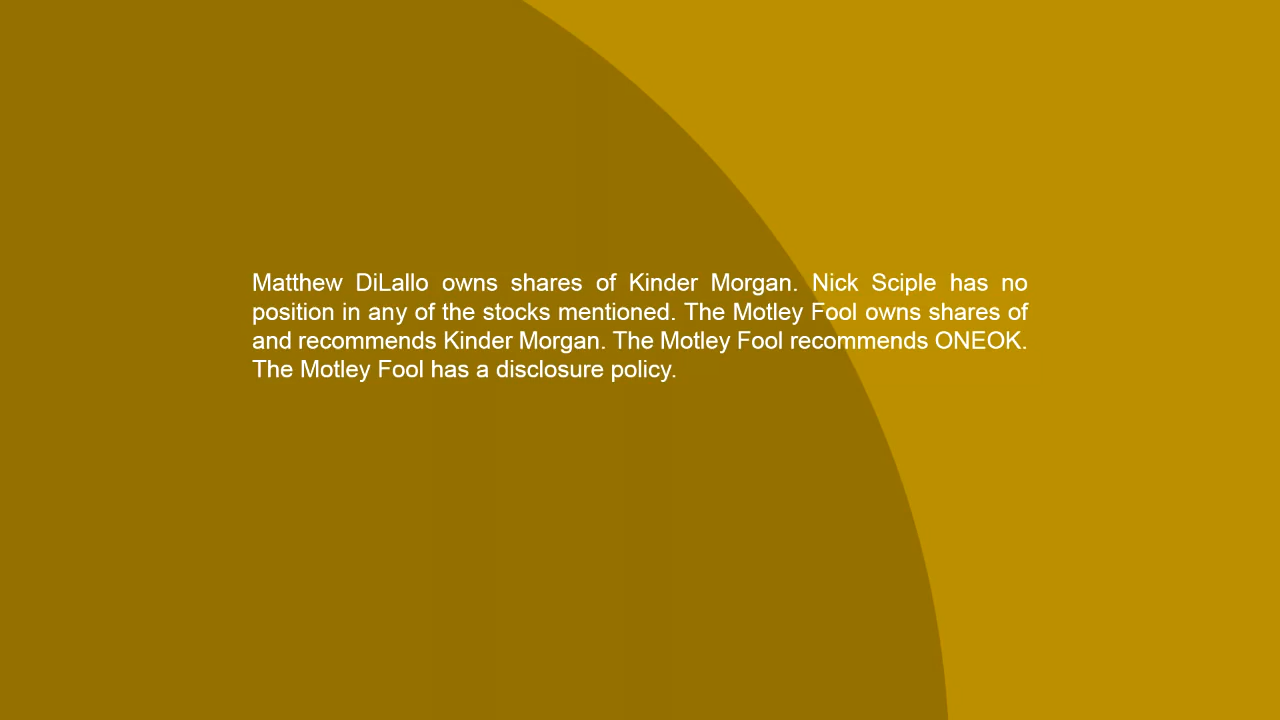 Matthew DiLallo owns shares of Kinder Morgan. Nick Sciple has no
position in any of the stocks mentioned. The Motley Fool owns shares of
and recommends Kinder Morgan. The Motley Fool recommends ONEOK.
The Motley Fool has a disclosure policy.